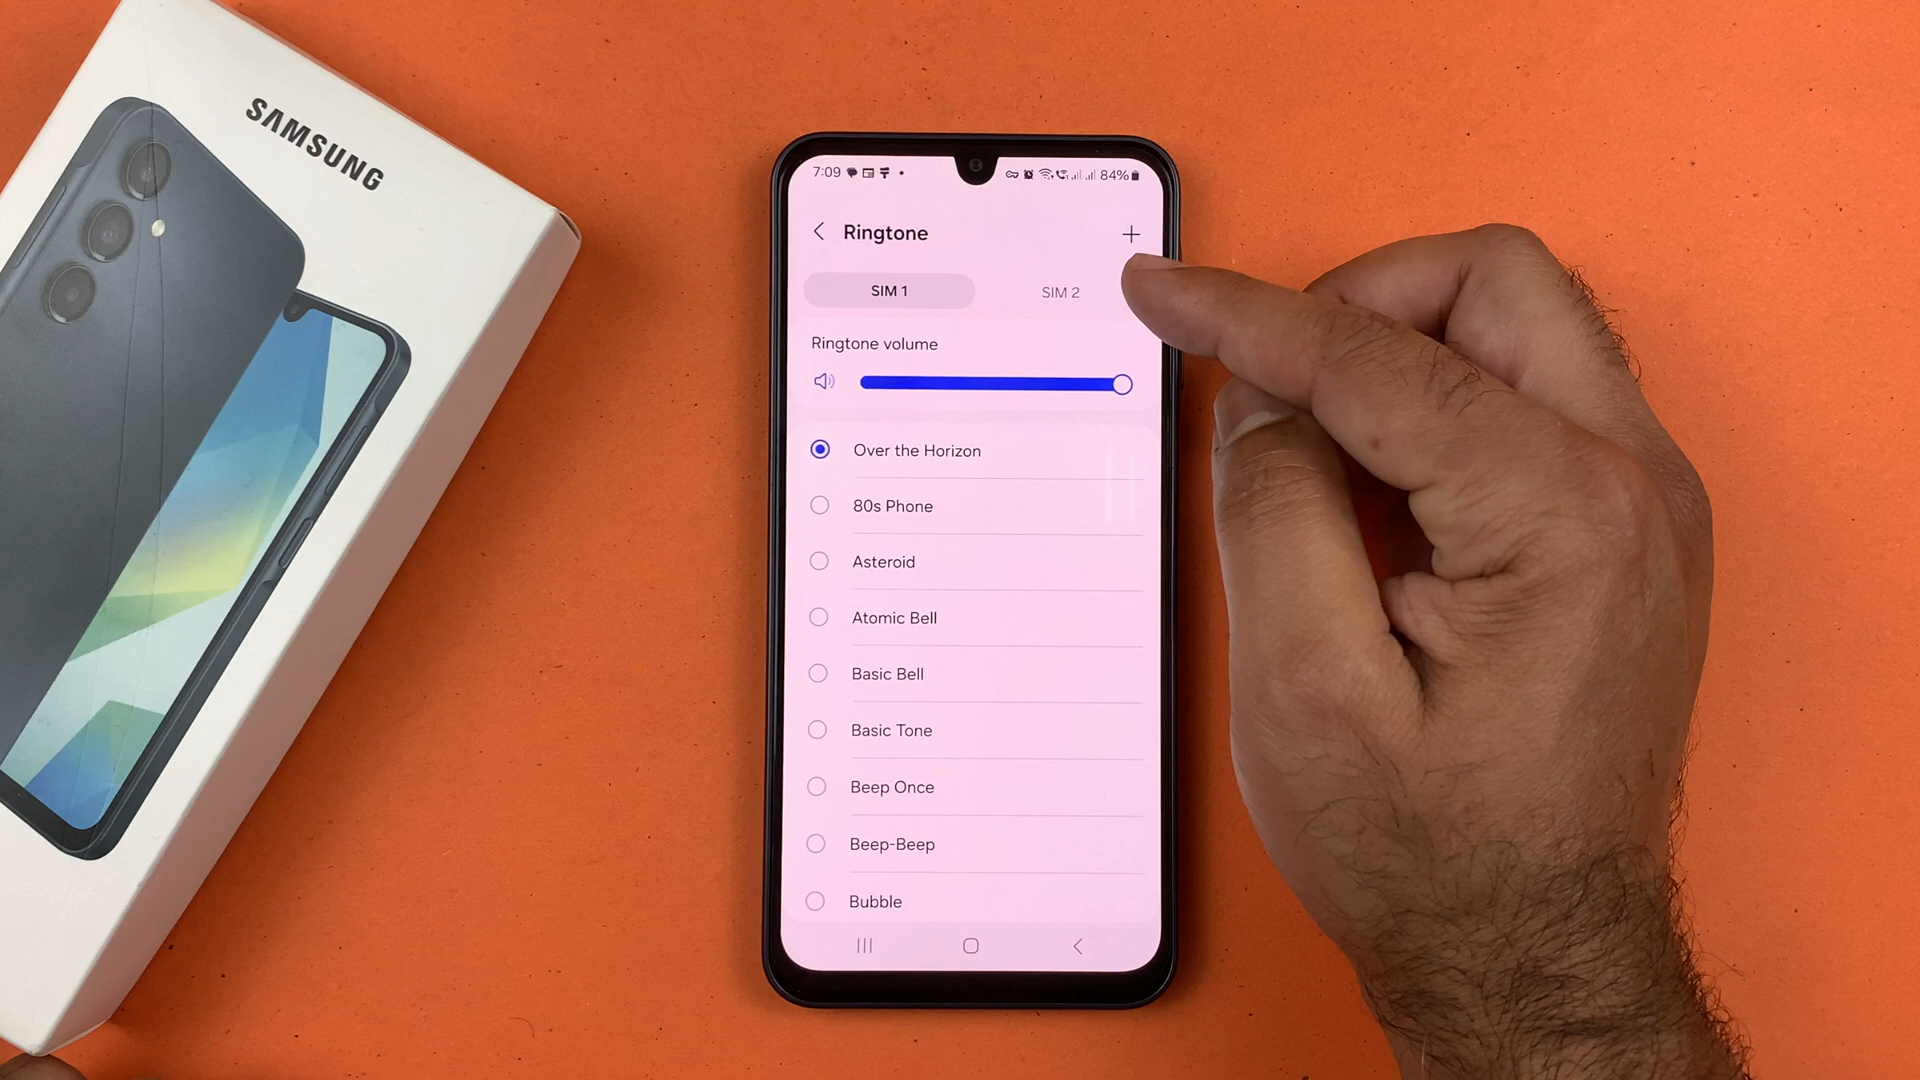 SAMSUNG
7:09
84%
Ringtone
SIM 1
SIM 2
Ringtone volume
Over the Horizon
80s Phone
Asteroid
Atomic Bell
Basic Bell
Basic Tone
Beep Once
Beep-Beep
Bubble